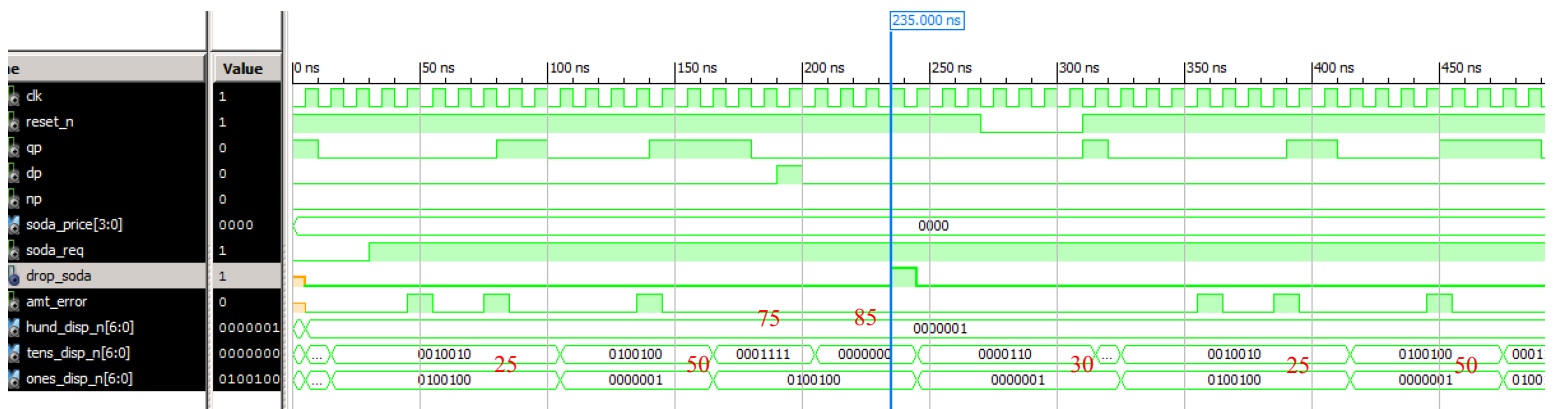 235.000 ns
ne Value 0 ns 50 ns 100 ns 150 ns 200 ns 250 ns 300 ns 350 ns 400 ns 450 ns
clk 1
reset_n 1
qp 0
dp 0
np 0
soda_price[3:0] 0000 0000
soda_req 1
drop_soda 1
amt_error 0
75 85
hund_disp_n[6:0] 0000001 0000001
tens_disp_n[6:0] 0000000 ... 0010010 0100100 0001111 0000000 0000110 ... 0010010 0100100 0001
25 50 30 25 50
ones_disp_n[6:0] 0100100 ... 0100100 0000001 0100100 0000001 0100100 0000001 0100